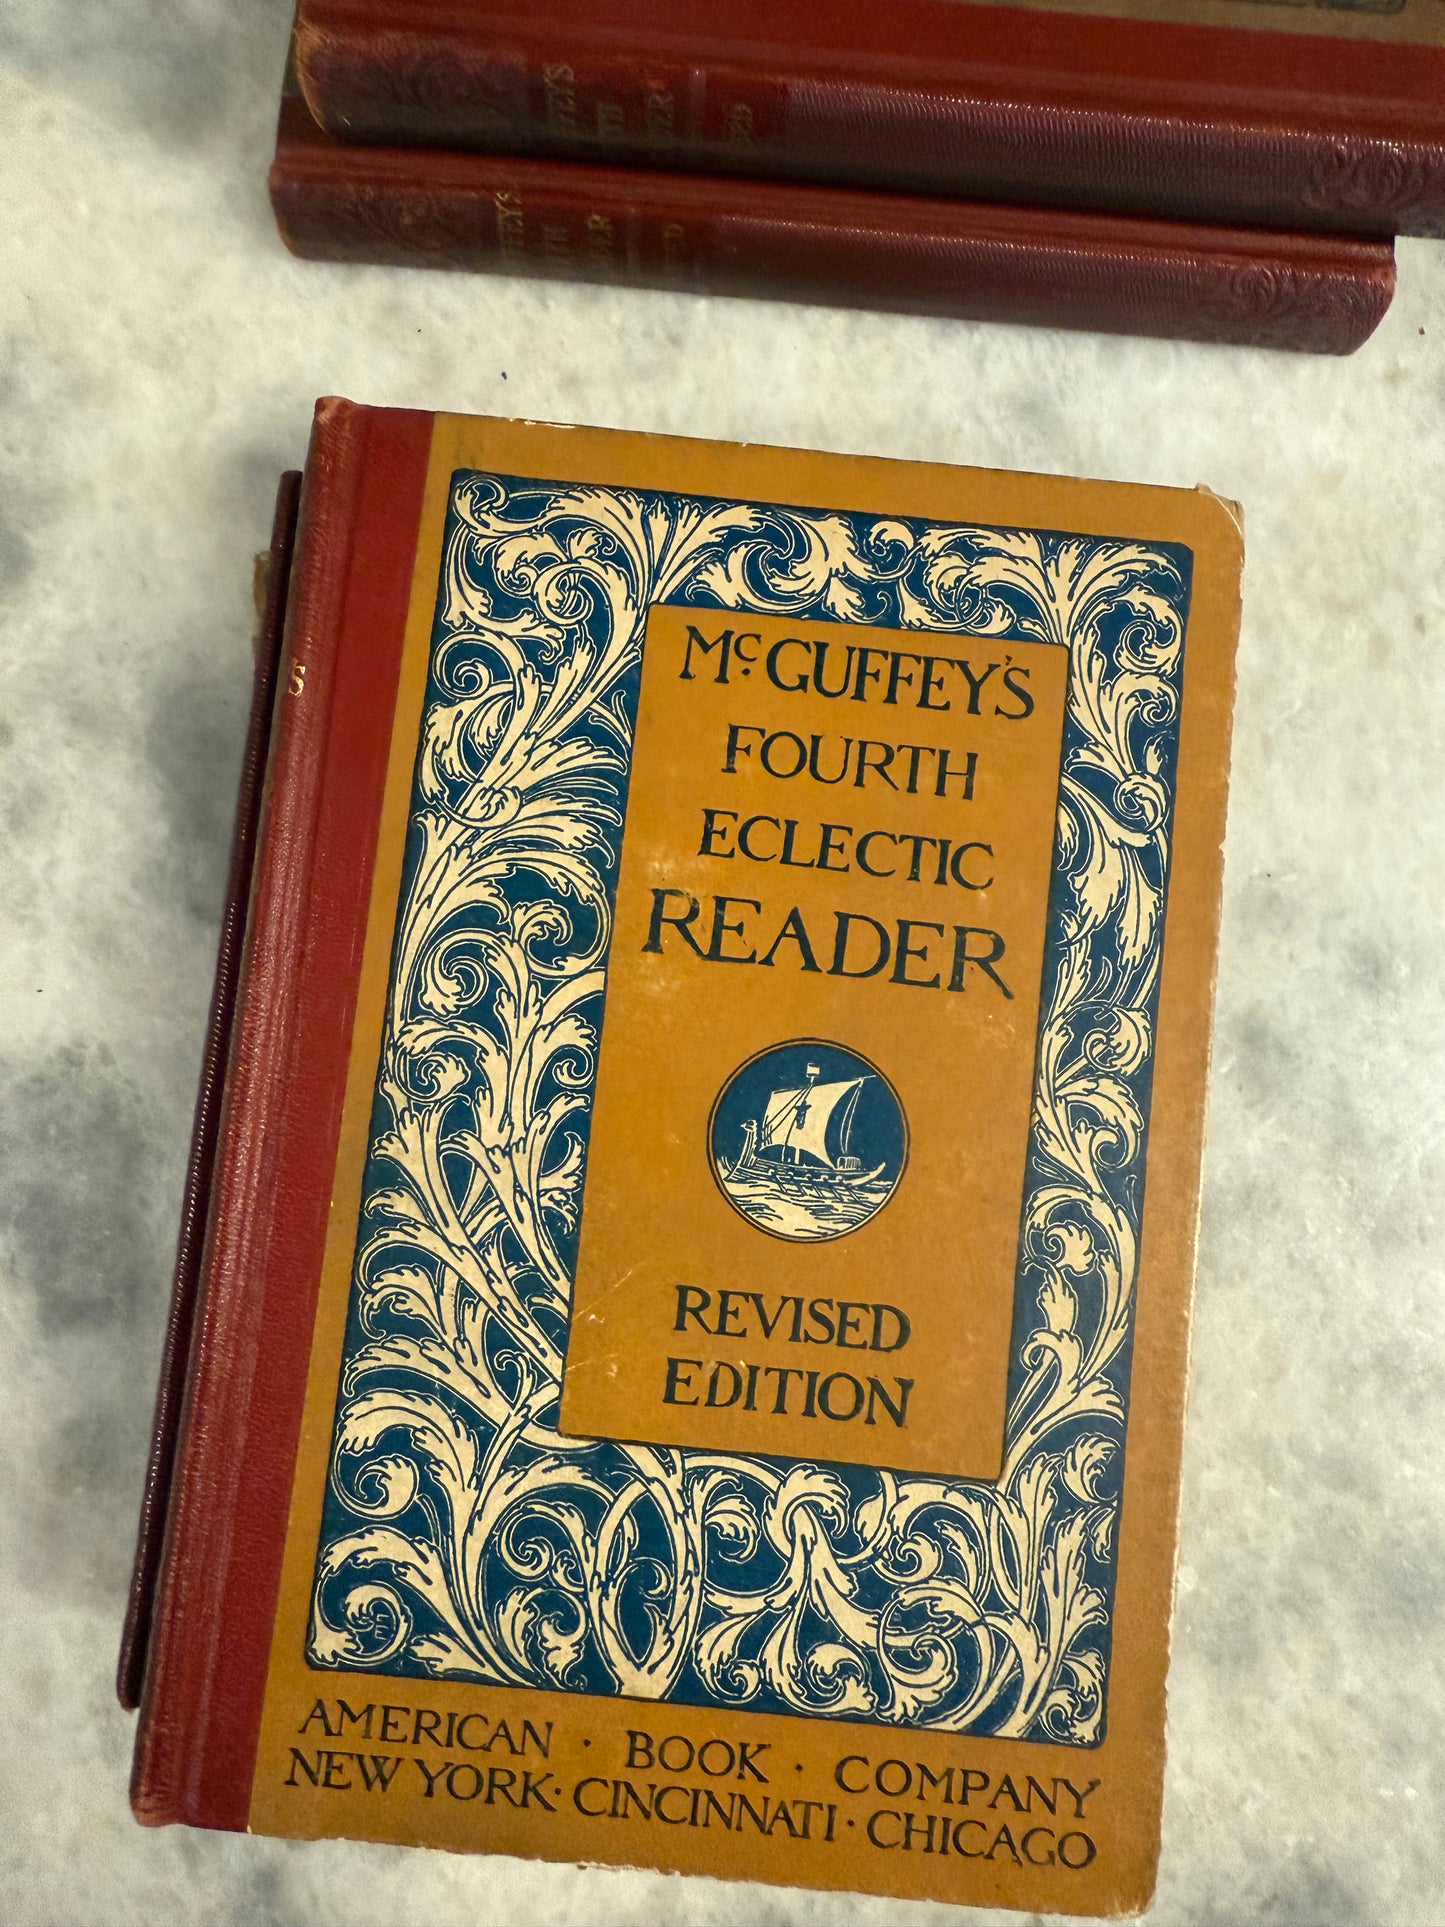 McGUFFEY'S
FOURTH
ECLECTIC
READER
REVISED
EDITION
AMERICAN · BOOK · COMPANY
NEW YORK · CINCINNATI · CHICAGO
S